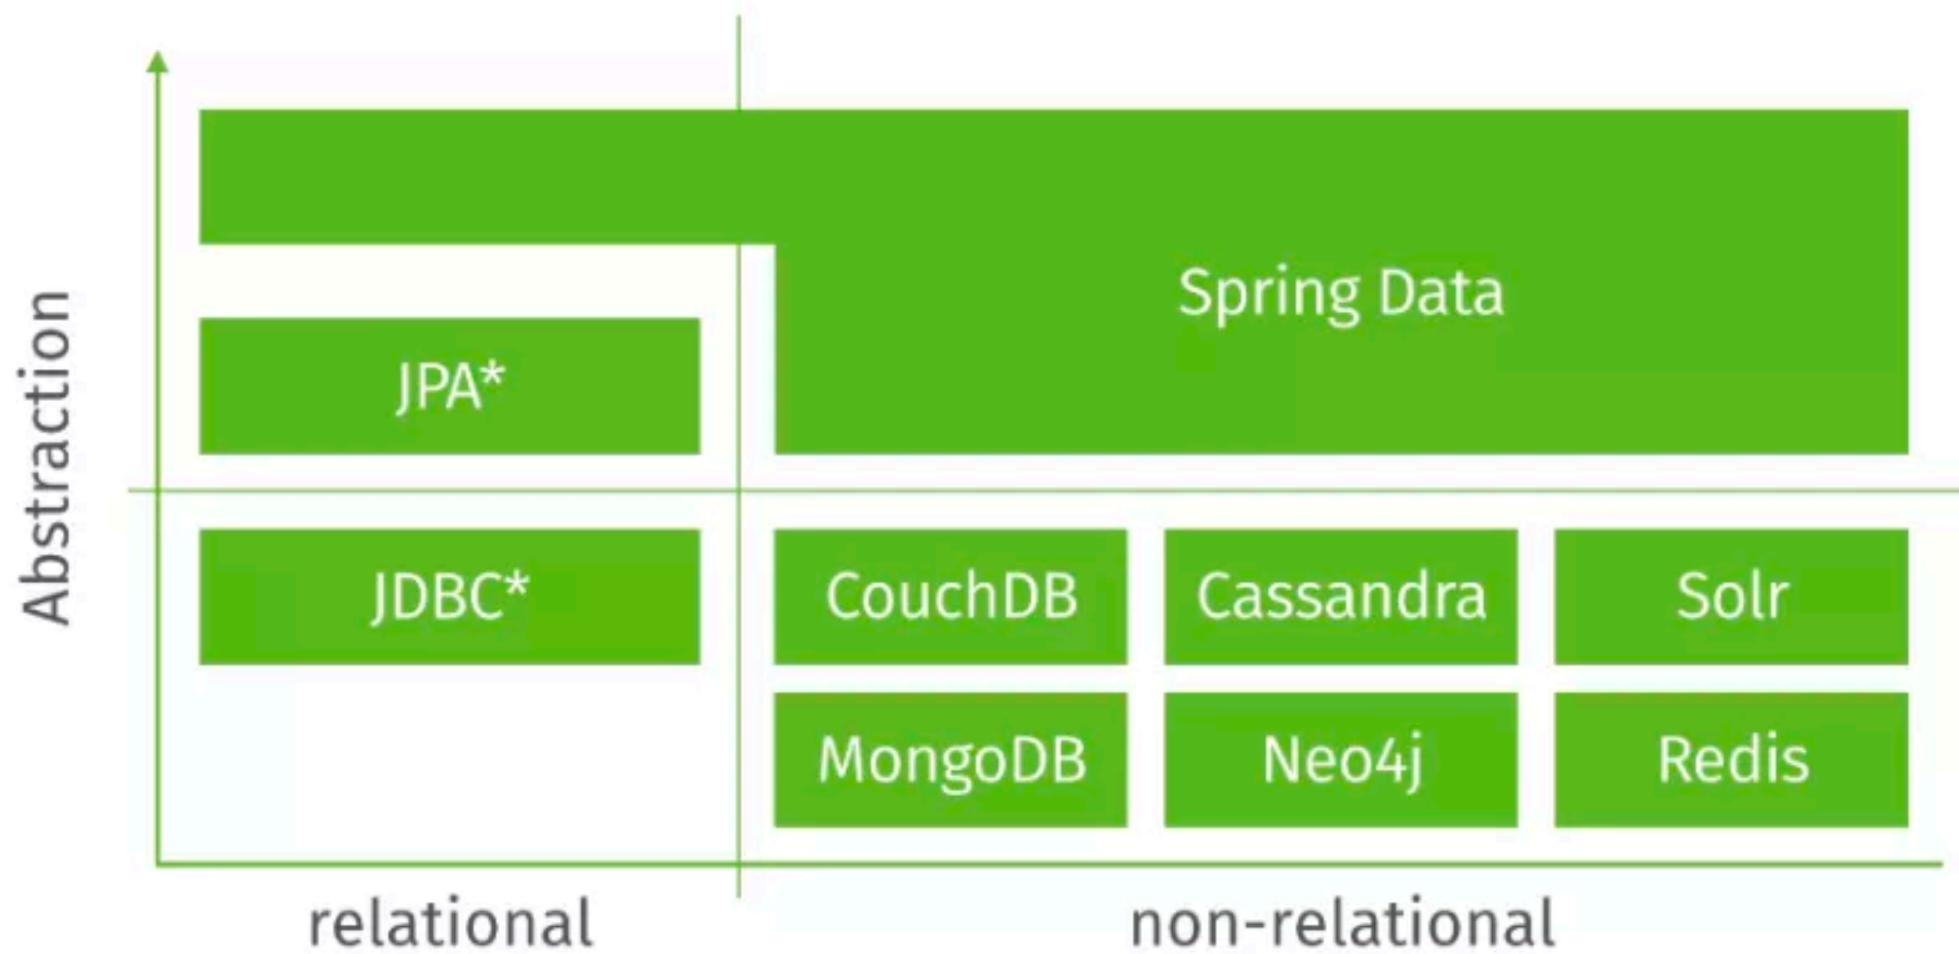 Abstraction
Spring Data
JPA*
JDBC*
CouchDB
Cassandra
Solr
MongoDB
Neo4j
Redis
relational
non-relational